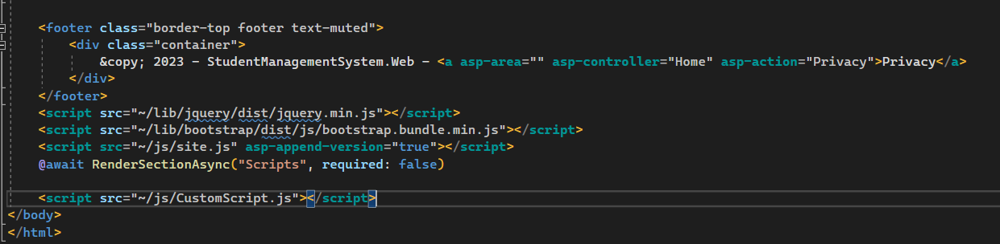 <footer class="border-top footer text-muted">
<div class="container">
&copy; 2023 - StudentManagementSystem.Web - <a asp-area="" asp-controller="Home" asp-action="Privacy">Privacy</a>
</div>
</footer>
<script src="~/lib/jquery/dist/jquery.min.js"></script>
<script src="~/lib/bootstrap/dist/js/bootstrap.bundle.min.js"></script>
<script src="~/js/site.js" asp-append-version="true"></script>
@await RenderSectionAsync("Scripts", required: false)
<script src="~/js/CustomScript.js"></script>
</body>
</html>